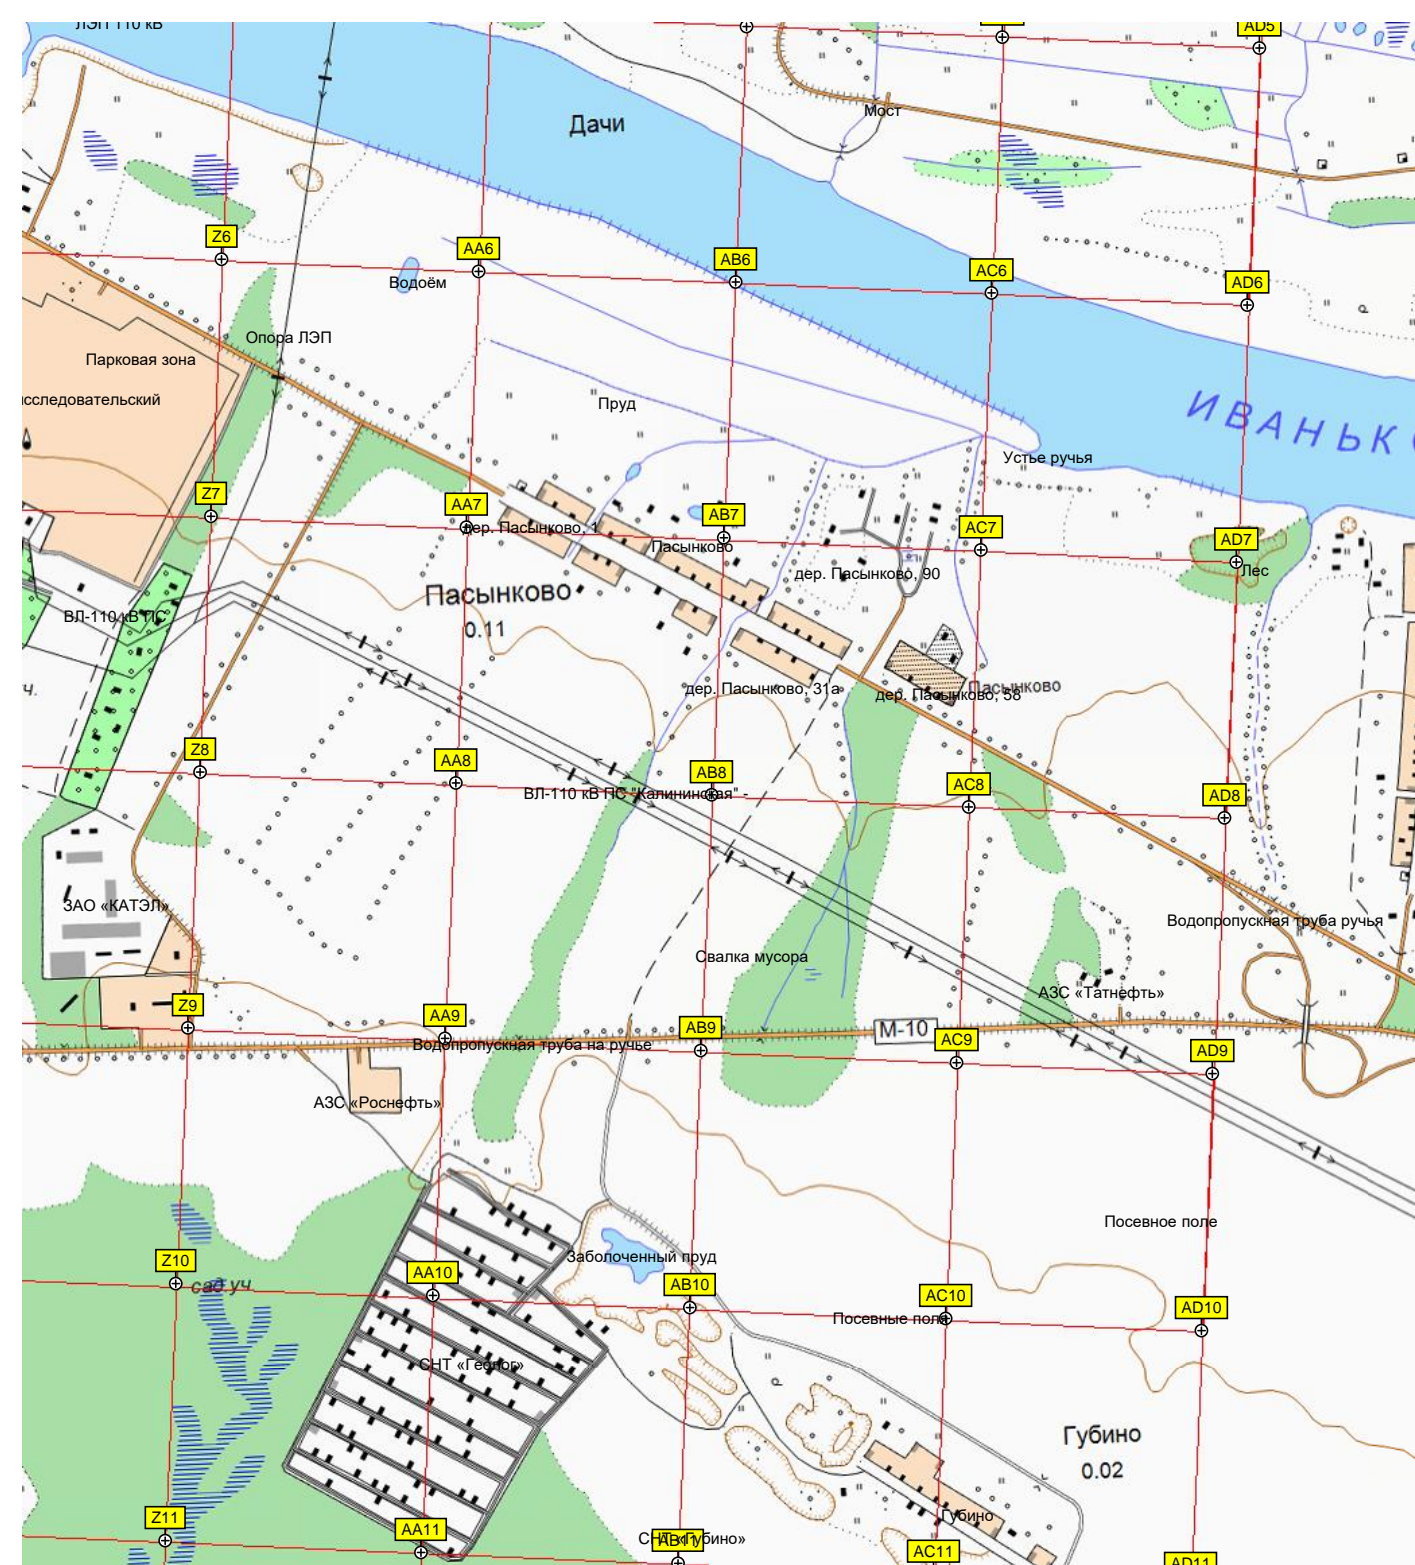 ЛЭП 110 кВ
AD5
Мост
Дачи
Z6
AA6
AB6
AC6
AD6
Водоём
Опора ЛЭП
Парковая зона
исследовательский
Пруд
ИВАНЬК
Устье ручья
Z7
AA7
AB7
AC7
AD7
дер. Пасынково, 1
Пасынково
дер. Пасынково, 90
Лес
Пасынково
0.11
ВЛ-110 кВ ПС
ч.
дер. Пасынково, 31а
дер. Пасынково, 58
Пасынково
Z8
AA8
AB8
AC8
AD8
ВЛ-110 кВ ПС "Калининская" -
ЗАО «КАТЭЛ»
Водопропускная труба ручья
Свалка мусора
АЗС «Татнефть»
Z9
AA9
AB9
М-10
AC9
AD9
Водопропускная труба на ручье
АЗС «Роснефть»
Посевное поле
Заболоченный пруд
Z10
сад.уч.
AA10
AB10
AC10
AD10
Посевные поля
СНТ «Геолог»
Губино
0.02
Губино
Z11
AA11
AB11
СНТ «Губино»
AC11
AD11